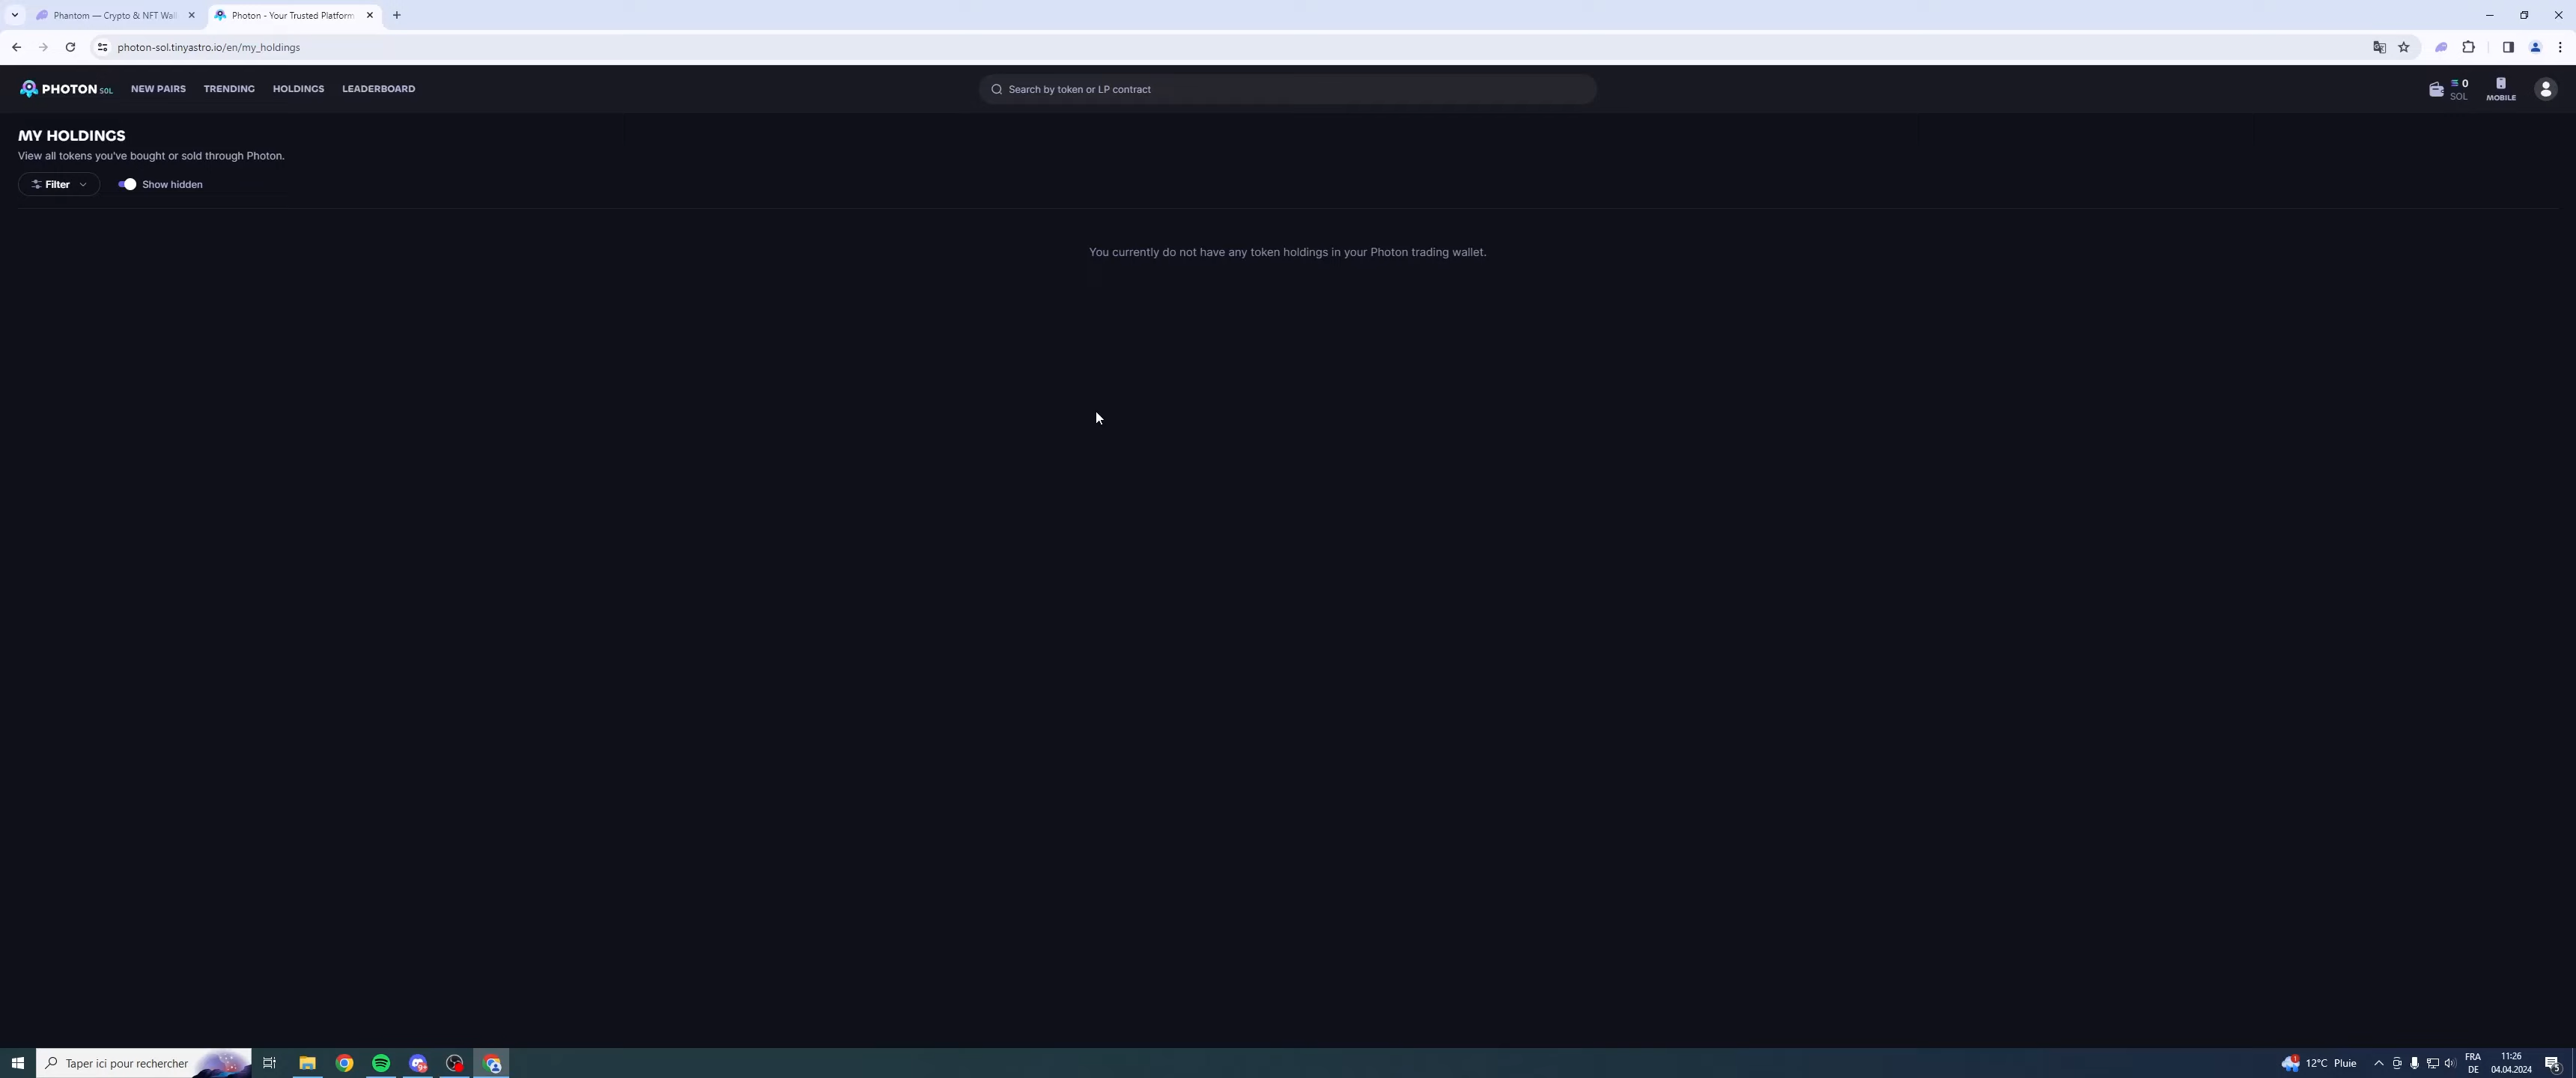 Phantom — Crypto & NFT Wall
Photon - Your Trusted Platform
photon-sol.tinyastro.io/en/my_holdings
PHOTON SOL
NEW PAIRS
TRENDING
HOLDINGS
LEADERBOARD
Search by token or LP contract
0
SOL
MOBILE
MY HOLDINGS
View all tokens you've bought or sold through Photon.
Filter
Show hidden
You currently do not have any token holdings in your Photon trading wallet.
Taper ici pour rechercher
9+
12°C Pluie
FRA
DE
11:26
04.04.2024
5